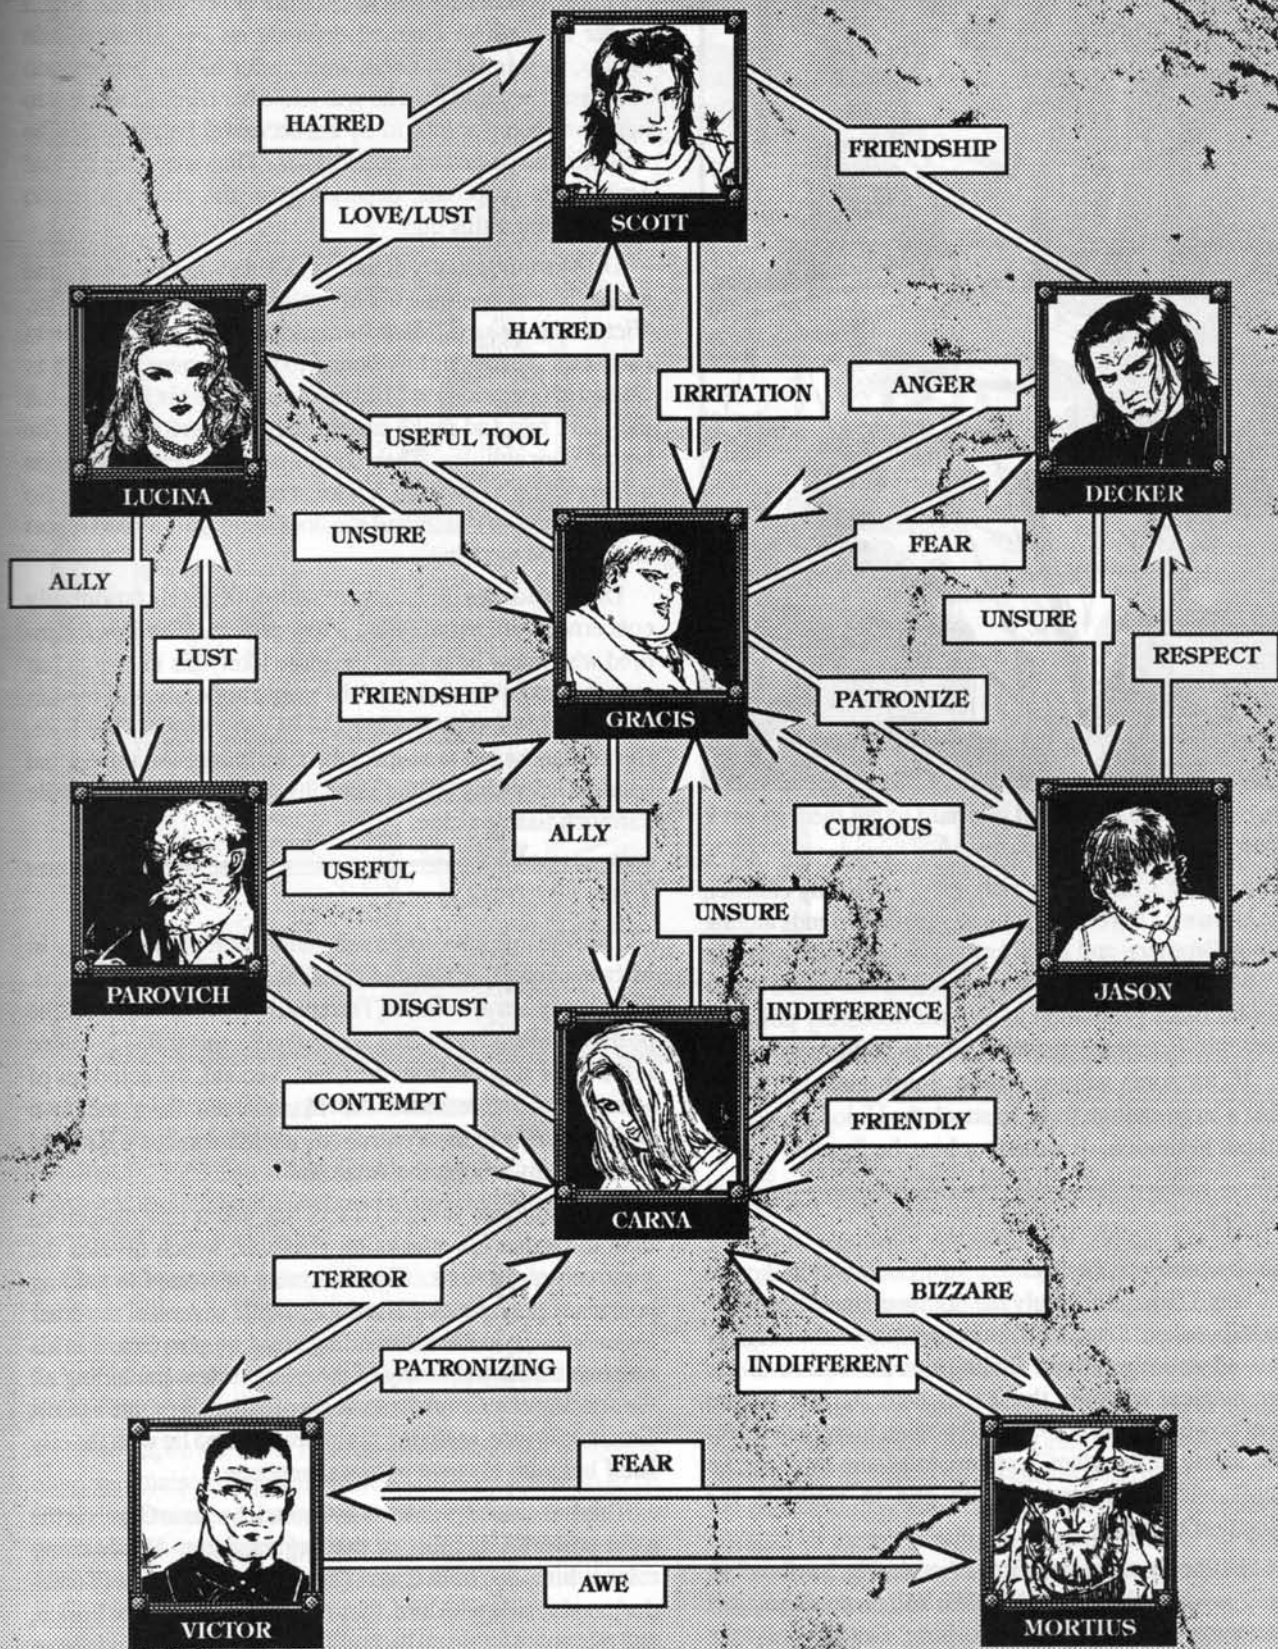 HATRED
FRIENDSHIP
LOVE/LUST
SCOTT
HATRED
IRRITATION
ANGER
USEFUL TOOL
LUCINA
DECKER
UNSURE
FEAR
ALLY
UNSURE
LUST
RESPECT
FRIENDSHIP
PATRONIZE
GRACIS
ALLY
CURIOUS
USEFUL
UNSURE
PAROVICH
JASON
DISGUST
INDIFFERENCE
CONTEMPT
FRIENDLY
CARNA
TERROR
BIZZARE
PATRONIZING
INDIFFERENT
FEAR
AWE
VICTOR
MORTIUS